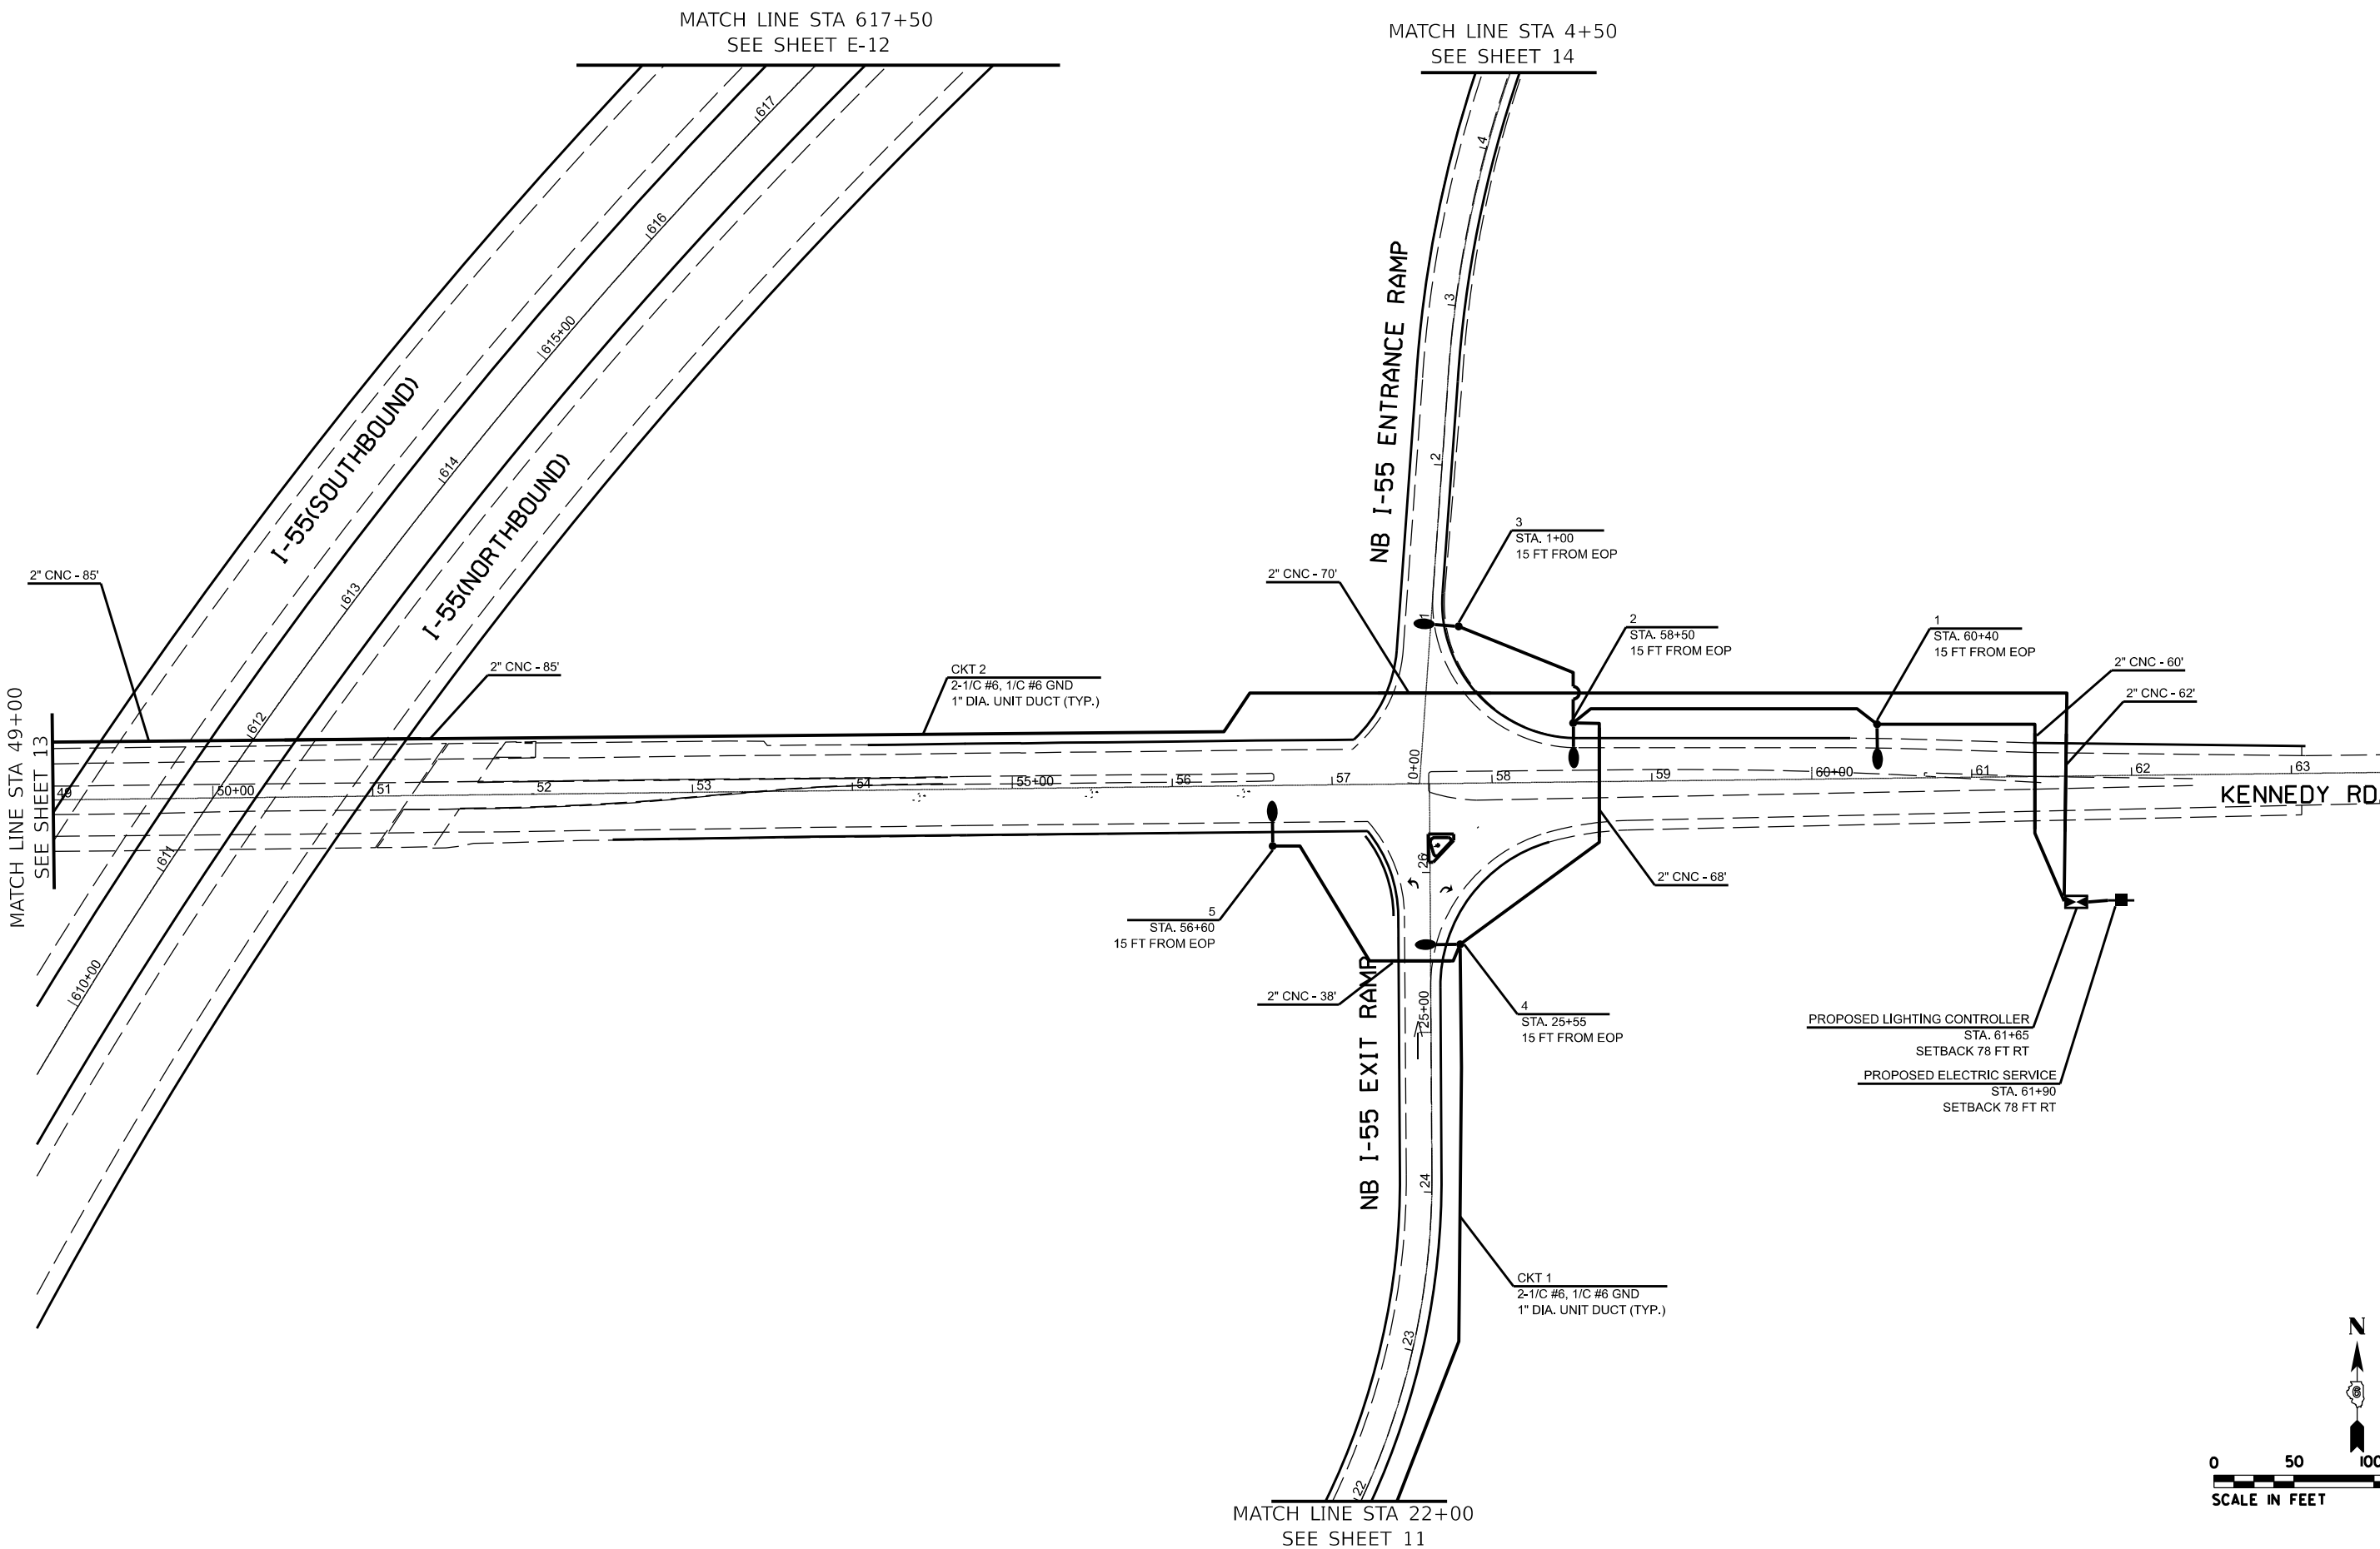 MATCH LINE STA 617+50
SEE SHEET E-12
MATCH LINE STA 4+50
SEE SHEET 14
617
616
615+00
614
613
612
611
610+00
I-55(SOUTHBOUND)
I-55(NORTHBOUND)
4
3
2
1
NB I-55 ENTRANCE RAMP
3
STA. 1+00
15 FT FROM EOP
2" CNC - 85'
2" CNC - 70'
2
STA. 58+50
15 FT FROM EOP
1
STA. 60+40
15 FT FROM EOP
2" CNC - 85'
CKT 2
2-1/C #6, 1/C #6 GND
1" DIA. UNIT DUCT (TYP.)
2" CNC - 60'
2" CNC - 62'
MATCH LINE STA 49+00
SEE SHEET 13
49
50+00
51
52
53
54
55+00
56
57
0+00
58
59
60+00
61
62
63
KENNEDY RD
26
2" CNC - 68'
5
STA. 56+60
15 FT FROM EOP
2" CNC - 38'
4
STA. 25+55
15 FT FROM EOP
25+00
NB I-55 EXIT RAMP
PROPOSED LIGHTING CONTROLLER
STA. 61+65
SETBACK 78 FT RT
PROPOSED ELECTRIC SERVICE
STA. 61+90
SETBACK 78 FT RT
24
CKT 1
2-1/C #6, 1/C #6 GND
1" DIA. UNIT DUCT (TYP.)
23
22
N
6
0 50 100
SCALE IN FEET
MATCH LINE STA 22+00
SEE SHEET 11